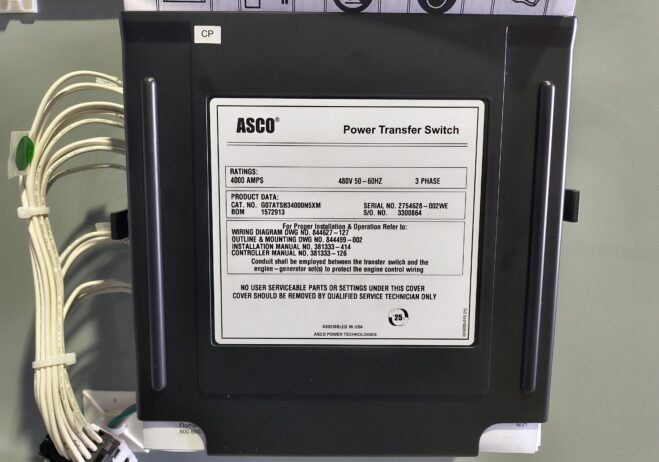 CP
ASCO®
Power Transfer Switch
RATINGS:
4000 AMPS 480V 50-60HZ 3 PHASE
PRODUCT DATA:
CAT. NO. G07ATSB34000N5XM SERIAL NO. 2754628-002WE
BOM 1572913 S/O. NO. 3300864
For Proper Installation & Operation Refer to:
WIRING DIAGRAM DWG NO. 844627-127
OUTLINE & MOUNTING DWG NO. 844459-002
INSTALLATION MANUAL NO. 381333-414
CONTROLLER MANUAL NO. 381333-126
Conduit shall be employed between the transfer switch and the
engine-generator set(s) to protect the engine control wiring
NO USER SERVICEABLE PARTS OR SETTINGS UNDER THIS COVER
COVER SHOULD BE REMOVED BY QUALIFIED SERVICE TECHNICIAN ONLY
25
ASSEMBLED IN USA
ASCO POWER TECHNOLOGIES